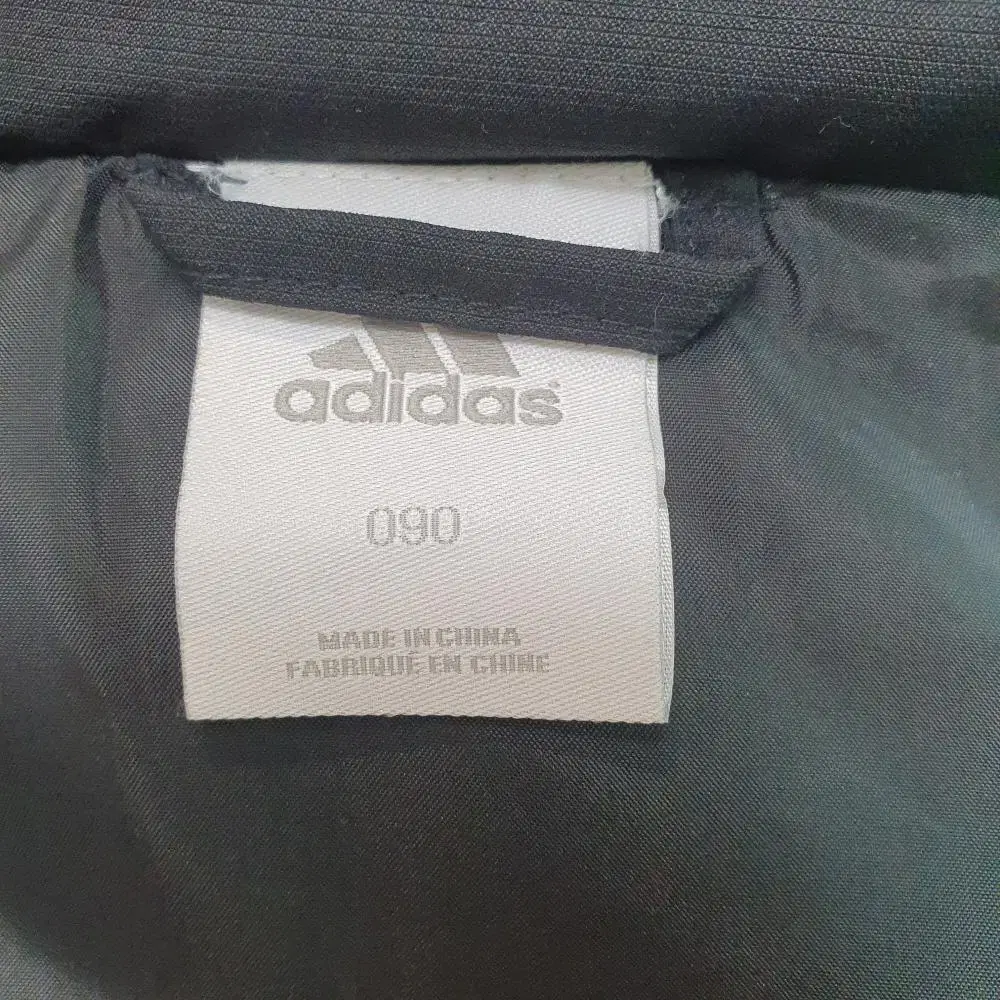 adidas
090
MADE IN CHINA
FABRIQUÉ EN CHINE